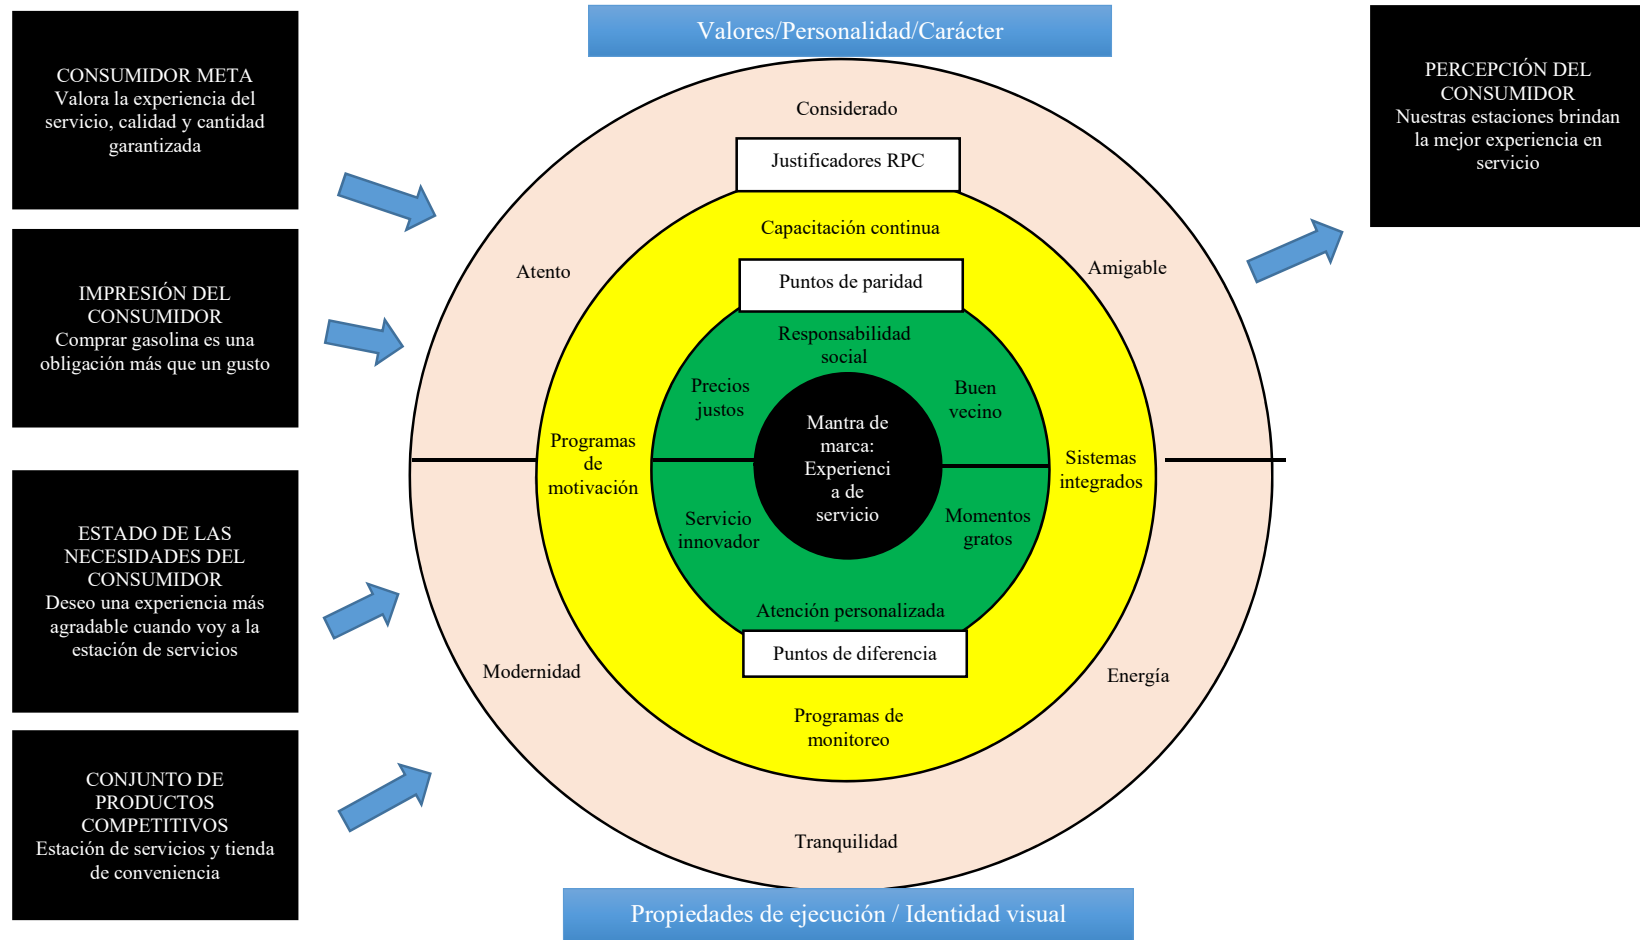 CONSUMIDOR META
Valora la experiencia del
servicio, calidad y cantidad
garantizada
IMPRESIÓN DEL
CONSUMIDOR
Comprar gasolina es una
obligación más que un gusto
ESTADO DE LAS
NECESIDADES DEL
CONSUMIDOR
Deseo una experiencia más
agradable cuando voy a la
estación de servicios
CONJUNTO DE
PRODUCTOS
COMPETITIVOS
Estación de servicios y tienda
de conveniencia
Valores/Personalidad/Carácter
Considerado
Justificadores RPC
Capacitación continua
Atento
Amigable
Puntos de paridad
Responsabilidad
social
Precios
justos
Buen
vecino
Mantra de
marca:
Experienci
a de
servicio
Programas
de
motivación
Sistemas
integrados
Servicio
innovador
Momentos
gratos
Atención personalizada
Puntos de diferencia
Modernidad
Energía
Programas de
monitoreo
Tranquilidad
Propiedades de ejecución / Identidad visual
PERCEPCIÓN DEL
CONSUMIDOR
Nuestras estaciones brindan
la mejor experiencia en
servicio